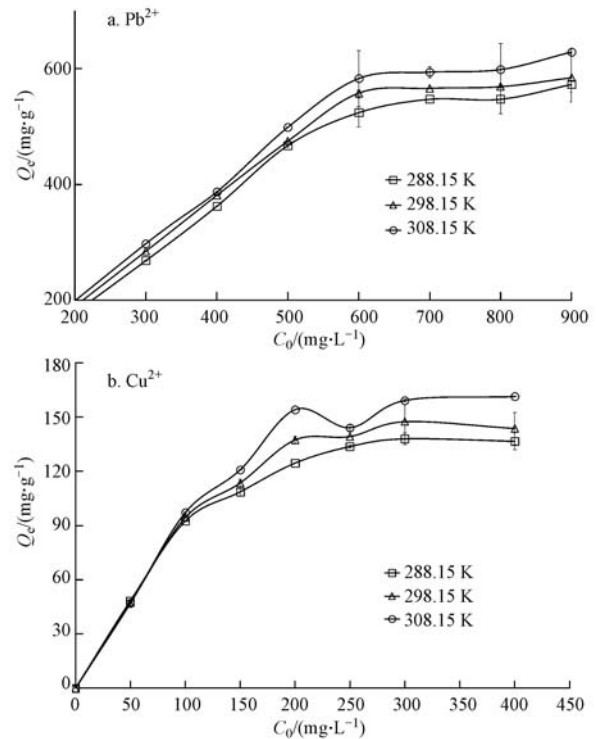 a. Pb²⁺
600
400
200
Qe/(mg·g⁻¹)
288.15 K
298.15 K
308.15 K
200 300 400 500 600 700 800 900
C₀/(mg·L⁻¹)
b. Cu²⁺
180
150
120
90
60
30
0
Qe/(mg·g⁻¹)
288.15 K
298.15 K
308.15 K
0 50 100 150 200 250 300 350 400 450
C₀/(mg·L⁻¹)